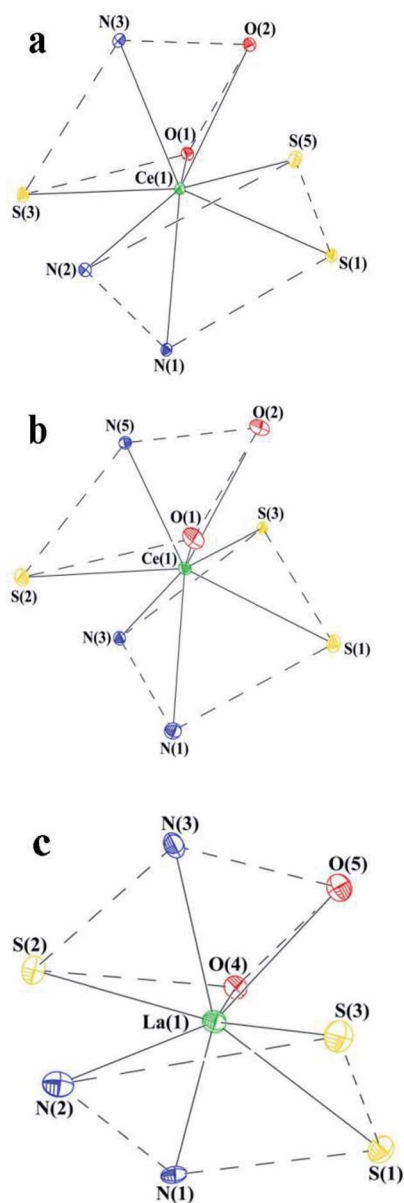 a
N(3)
O(2)
O(1)
S(5)
Ce(1)
S(3)
N(2)
S(1)
N(1)
b
N(5)
O(2)
O(1)
S(3)
Ce(1)
S(2)
N(3)
S(1)
N(1)
c
N(3)
O(5)
S(2)
O(4)
La(1)
S(3)
N(2)
N(1)
S(1)